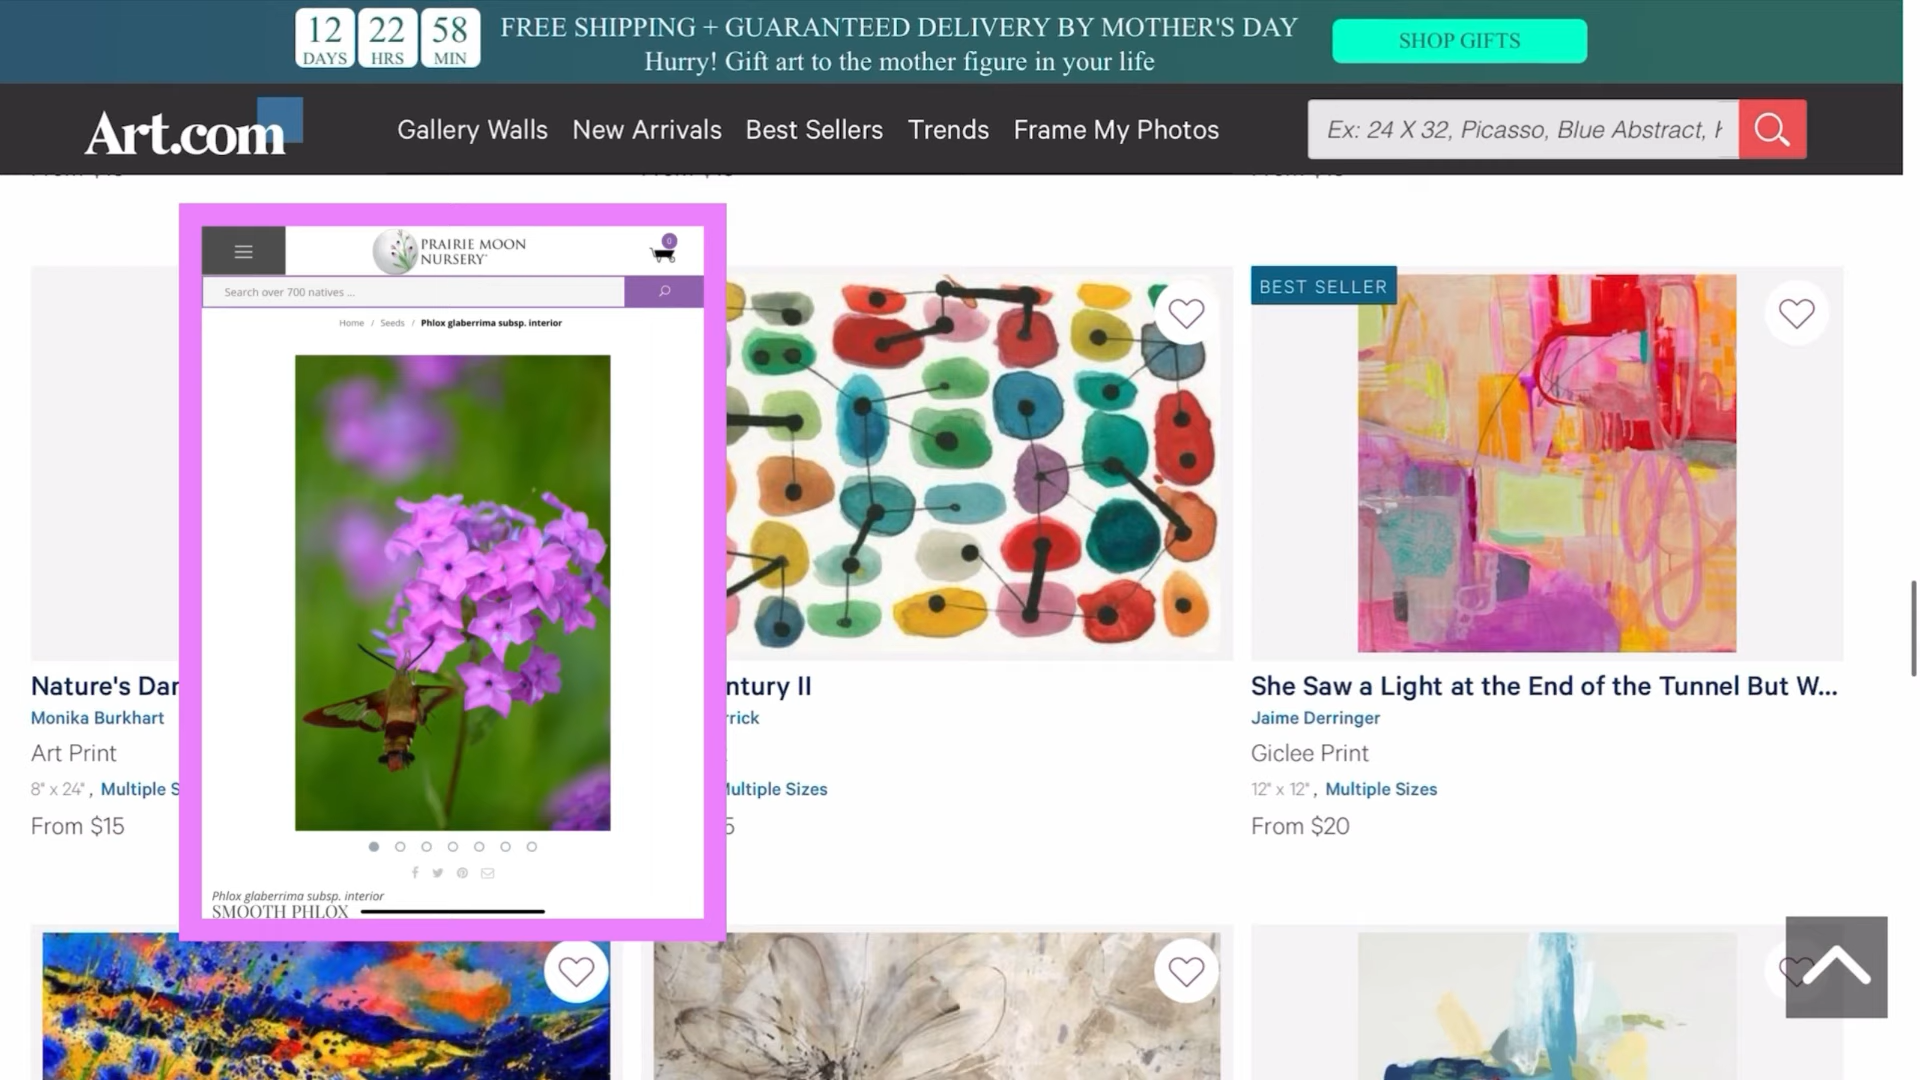 12 22 58
DAYS HRS MIN
FREE SHIPPING + GUARANTEED DELIVERY BY MOTHER'S DAY
Hurry! Gift art to the mother figure in your life
SHOP GIFTS
Art.com
Gallery Walls New Arrivals Best Sellers Trends Frame My Photos
Ex: 24 X 32, Picasso, Blue Abstract,
PRAIRIE MOON
NURSERY
0
Search over 700 natives ...
Home / Seeds / Phlox glaberrima subsp. interior
Phlox glaberrima subsp. interior
SMOOTH PHLOX
Nature's
Monika Burkhart
Art Print
8" x 24", Multiple
From $15
II
Sizes
BEST SELLER
She Saw a Light at the End of the Tunnel But W...
Jaime Derringer
Giclee Print
12" x 12", Multiple Sizes
From $20